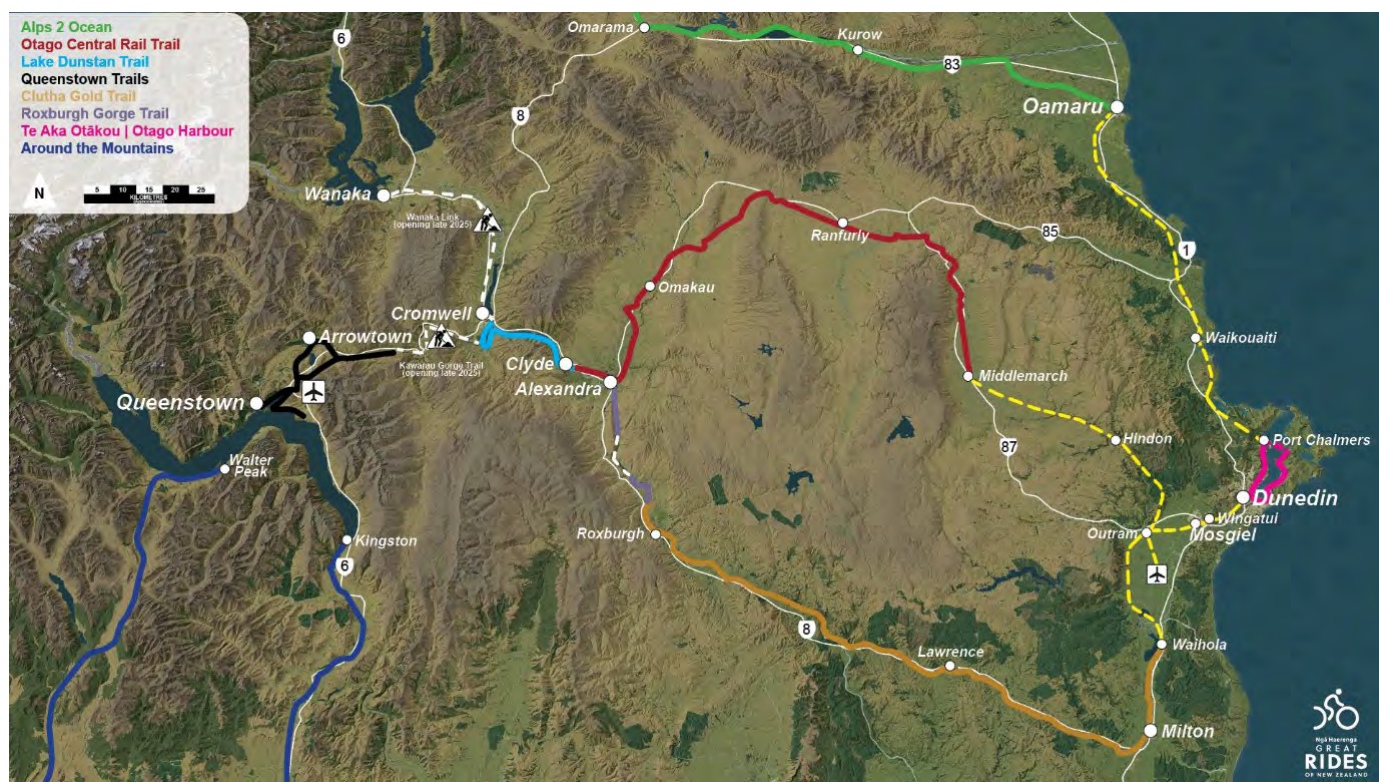 Alps 2 Ocean
Otago Central Rail Trail
Lake Dunstan Trail
Queenstown Trails
Clutha Gold Trail
Roxburgh Gorge Trail
Te Aka Otākou | Otago Harbour
Around the Mountains
N
5 10 15 20 25
KILOMETRES
6
Omarama
Kurow
83
8
Oamaru
Wanaka
Wanaka Link
(opening late 2025)
Ranfurly
85
1
Omakau
Cromwell
Arrowtown
Kawarau Gorge Trail
(opening late 2025)
Waikouaiti
Clyde
Alexandra
Middlemarch
Queenstown
Hindon
Port Chalmers
87
Walter
Peak
Dunedin
Wingatui
Mosgiel
Outram
Roxburgh
Kingston
6
8
Waihola
Lawrence
Milton
Ngā Haerenga
GREAT
RIDES
OF NEW ZEALAND